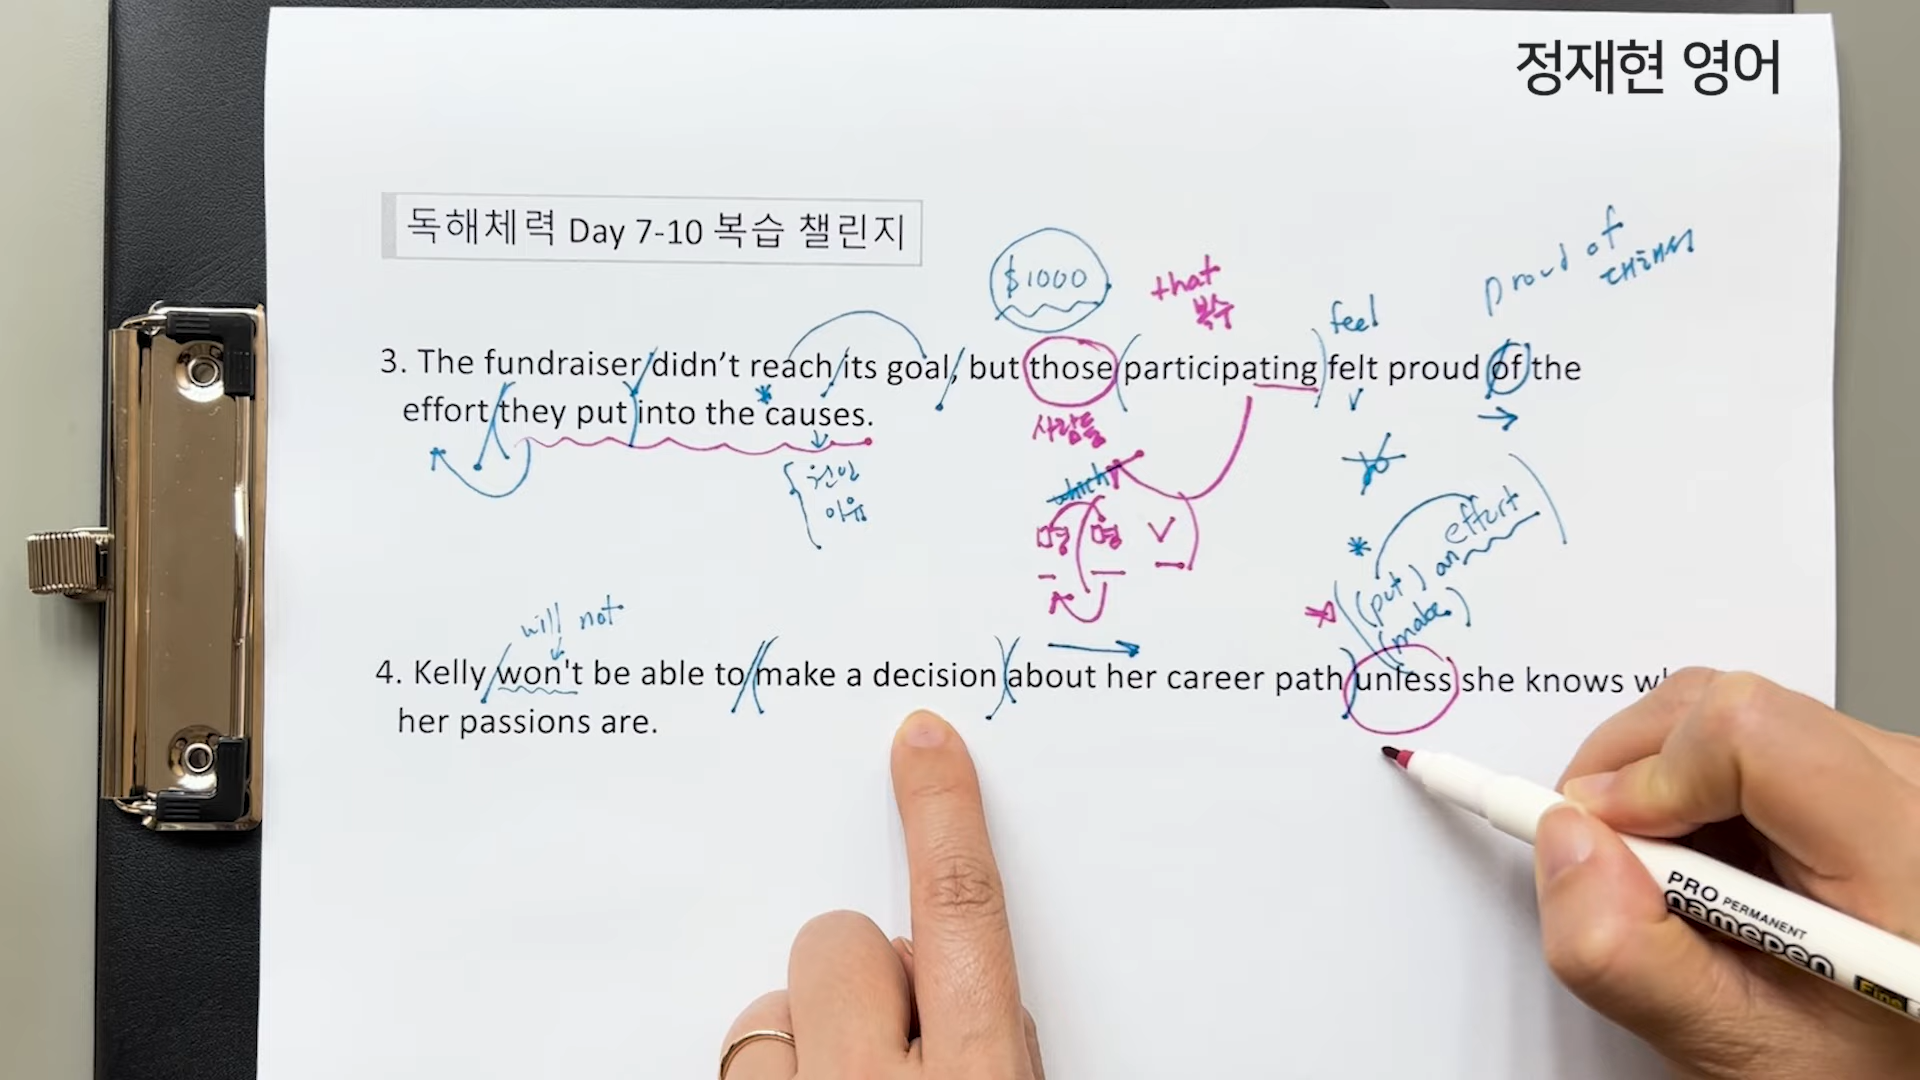 정재현 영어
독해체력 Day 7-10 복습 챌린지
$1000
that
복수
feel
proud of
대해서
3. The fundraiser didn't reach its goal, but those participating felt proud of the
effort they put into the causes.
사람들
원인
이유
which
명 명 V
effort
(put) an
(make)
will not
4. Kelly won't be able to make a decision about her career path unless she knows
her passions are.
PRO PERMANENT
namepen
Fine